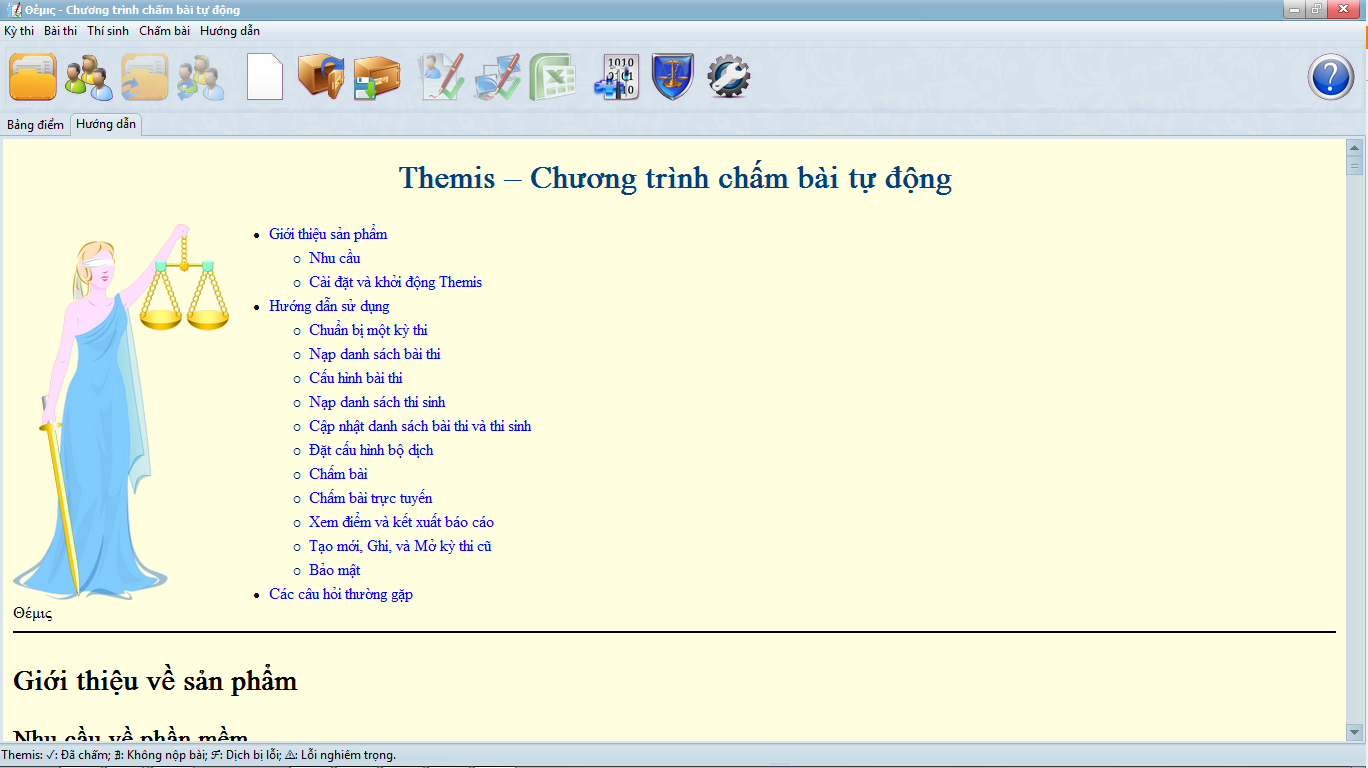 Θέμις - Chương trình chấm bài tự động
Kỳ thi Bài thi Thí sinh Chấm bài Hướng dẫn
1010
0101
10
X
?
Bảng điểm Hướng dẫn
Themis – Chương trình chấm bài tự động
Giới thiệu sản phẩm
Nhu cầu
Cài đặt và khởi động Themis
Hướng dẫn sử dụng
Chuẩn bị một kỳ thi
Nạp danh sách bài thi
Cấu hình bài thi
Nạp danh sách thí sinh
Cập nhật danh sách bài thi và thí sinh
Đặt cấu hình bộ dịch
Chấm bài
Chấm bài trực tuyến
Xem điểm và kết xuất báo cáo
Tạo mới, Ghi, và Mở kỳ thi cũ
Bảo mật
Các câu hỏi thường gặp
Θέμις
Giới thiệu về sản phẩm
Nhu cầu về phần mềm
Themis: ✓: Đã chấm; ∄: Không nộp bài; ℱ: Dịch bị lỗi; ⚠: Lỗi nghiêm trọng.